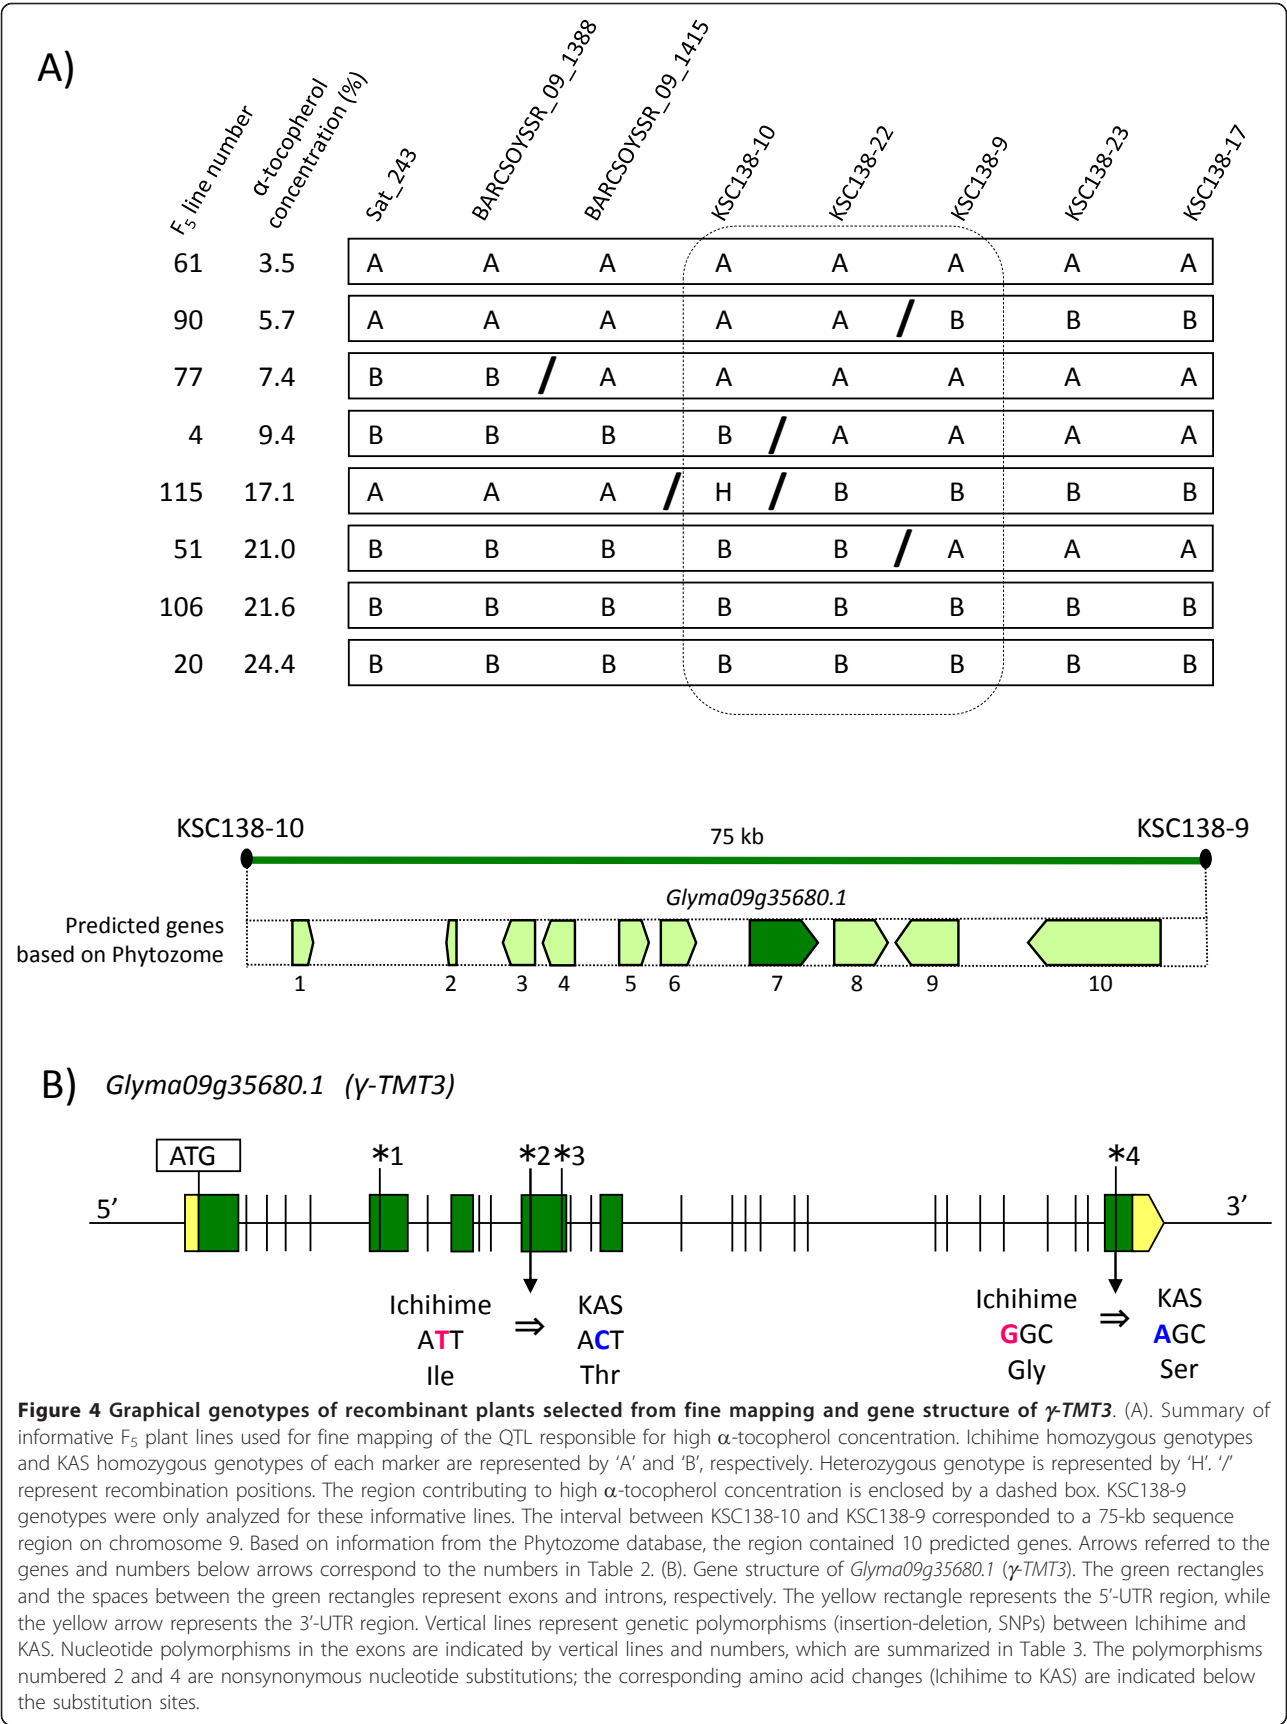 A)
F5 line number
α-tocopherol concentration (%)
Sat_243
BARCSOYSSR_09_1388
BARCSOYSSR_09_1415
KSC138-10
KSC138-22
KSC138-9
KSC138-23
KSC138-17
61 3.5 A A A A A A A A
90 5.7 A A A A A / B B B
77 7.4 B B / A A A A A A
4 9.4 B B B B / A A A A
115 17.1 A A A / H / B B B B
51 21.0 B B B B B / A A A
106 21.6 B B B B B B B B
20 24.4 B B B B B B B B
KSC138-10 75 kb KSC138-9
Glyma09g35680.1
Predicted genes
based on Phytozome
1 2 3 4 5 6 7 8 9 10
B) Glyma09g35680.1 (γ-TMT3)
ATG *1 *2 *3 *4
5’ 3’
Ichihime ⇒ KAS
ATT ACT
Ile Thr
Ichihime ⇒ KAS
GGC AGC
Gly Ser
Figure 4 Graphical genotypes of recombinant plants selected from fine mapping and gene structure of γ-TMT3. (A). Summary of
informative F5 plant lines used for fine mapping of the QTL responsible for high α-tocopherol concentration. Ichihime homozygous genotypes
and KAS homozygous genotypes of each marker are represented by ‘A’ and ‘B’, respectively. Heterozygous genotype is represented by ‘H’. ‘/’
represent recombination positions. The region contributing to high α-tocopherol concentration is enclosed by a dashed box. KSC138-9
genotypes were only analyzed for these informative lines. The interval between KSC138-10 and KSC138-9 corresponded to a 75-kb sequence
region on chromosome 9. Based on information from the Phytozome database, the region contained 10 predicted genes. Arrows referred to the
genes and numbers below arrows correspond to the numbers in Table 2. (B). Gene structure of Glyma09g35680.1 (γ-TMT3). The green rectangles
and the spaces between the green rectangles represent exons and introns, respectively. The yellow rectangle represents the 5’-UTR region, while
the yellow arrow represents the 3’-UTR region. Vertical lines represent genetic polymorphisms (insertion-deletion, SNPs) between Ichihime and
KAS. Nucleotide polymorphisms in the exons are indicated by vertical lines and numbers, which are summarized in Table 3. The polymorphisms
numbered 2 and 4 are nonsynonymous nucleotide substitutions; the corresponding amino acid changes (Ichihime to KAS) are indicated below
the substitution sites.